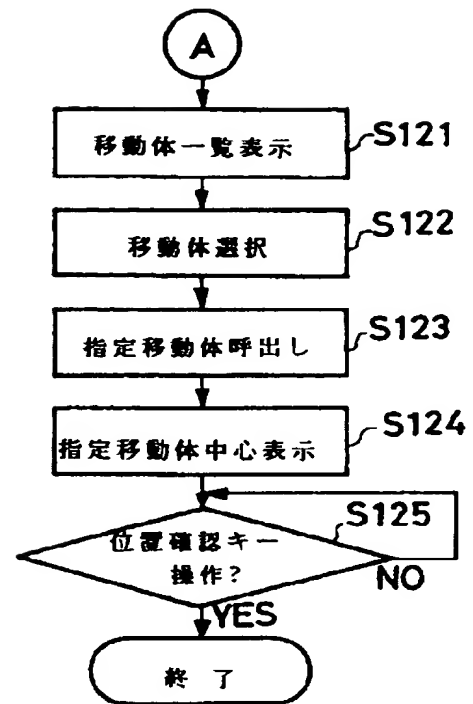 A
移動体一覧表示
S121
移動体選択
S122
指定移動体呼出し
S123
指定移動体中心表示
S124
S125
位置確認キー
操作?
NO
YES
終了